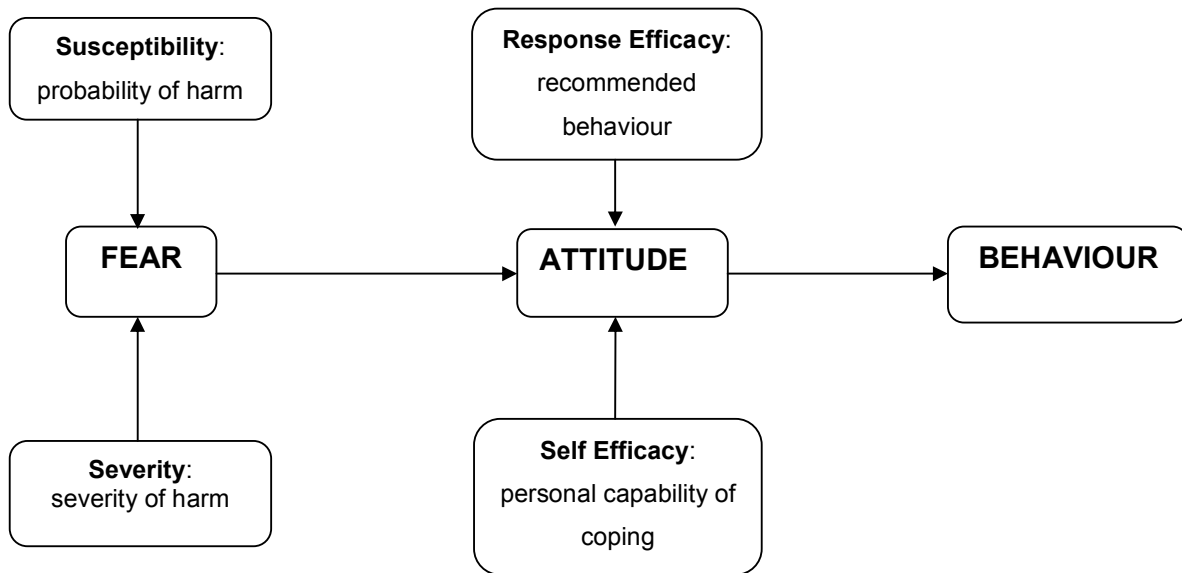 Susceptibility:
probability of harm
Response Efficacy:
recommended
behaviour
FEAR
ATTITUDE
BEHAVIOUR
Severity:
severity of harm
Self Efficacy:
personal capability of
coping